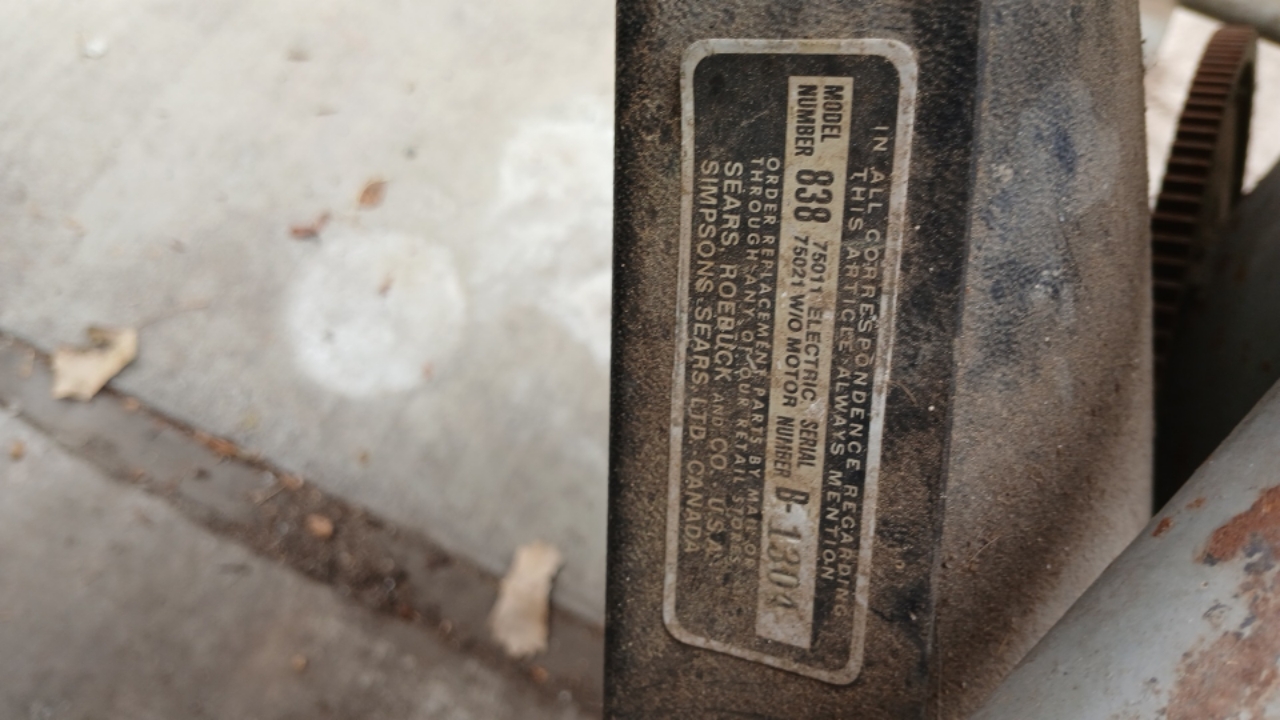 IN ALL CORRESPONDENCE REGARDING
THIS ARTICLE ALWAYS MENTION
MODEL NUMBER 838 75011 ELECTRIC SERIAL
75021 W/O MOTOR NUMBER B-1304
ORDER REPLACEMENT PARTS BY MAIL OR
THROUGH ANY OF OUR RETAIL STORES
SEARS, ROEBUCK AND CO. U.S.A.
SIMPSONS-SEARS, LTD. CANADA